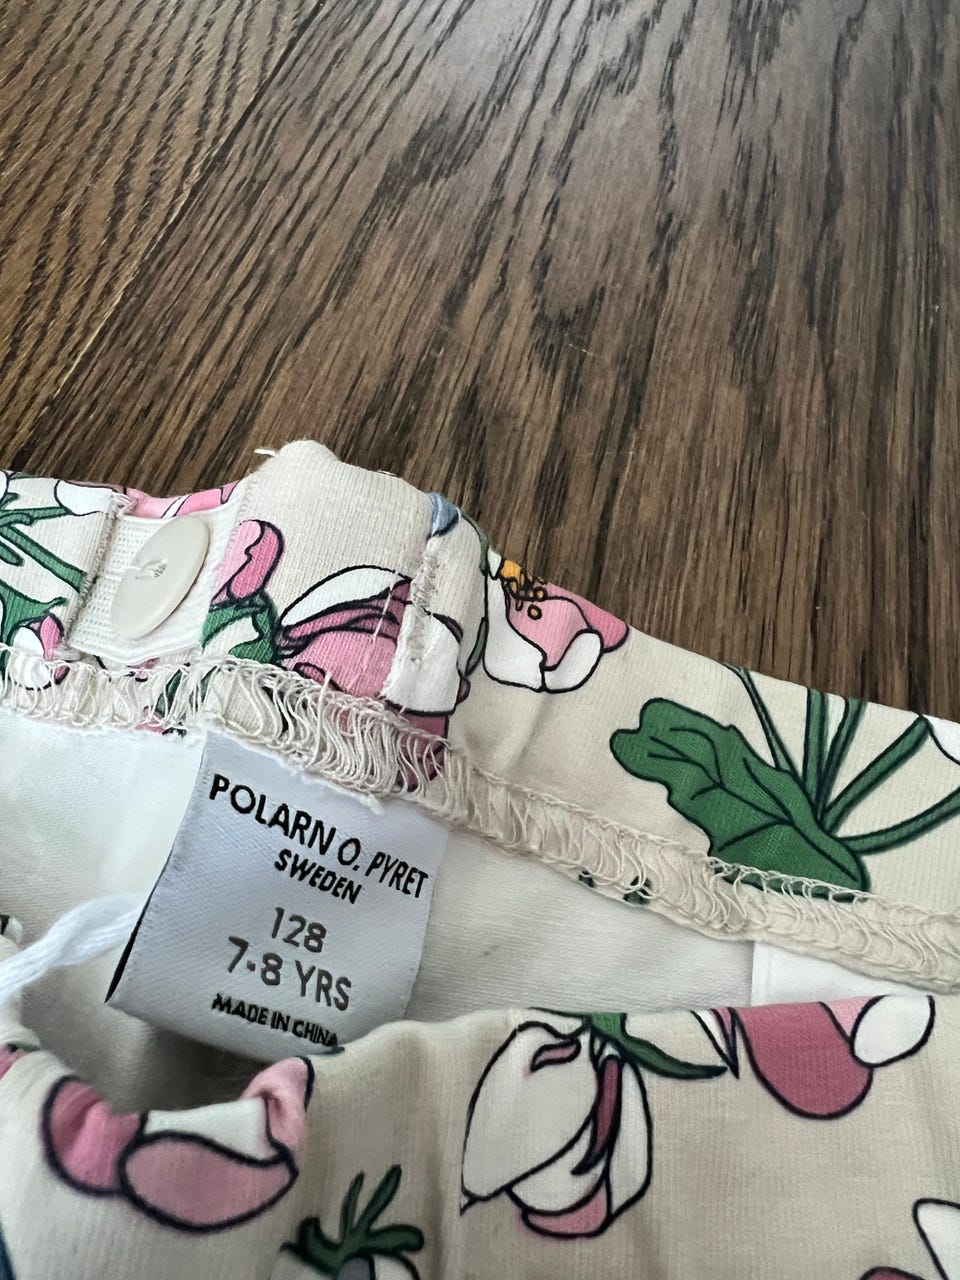 POLARN O. PYRET
SWEDEN
128
7-8 YRS
MADE IN CHINA